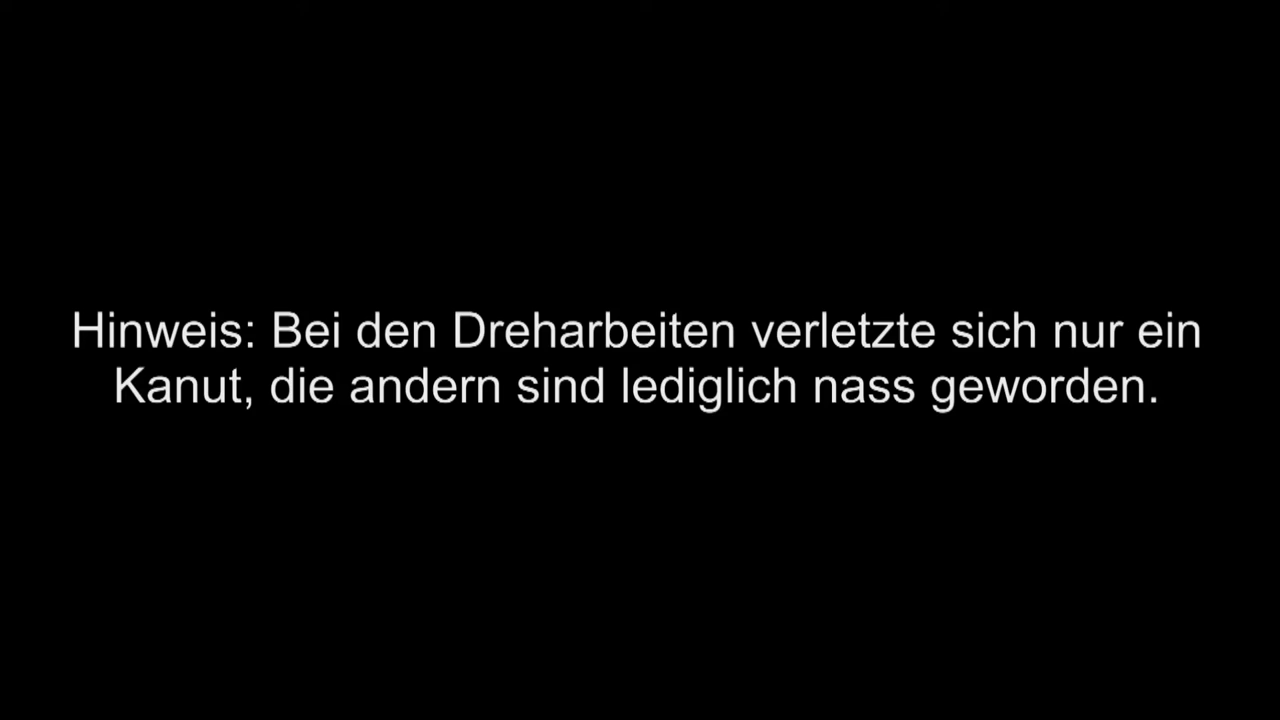 Hinweis: Bei den Dreharbeiten verletzte sich nur ein
Kanut, die andern sind lediglich nass geworden.